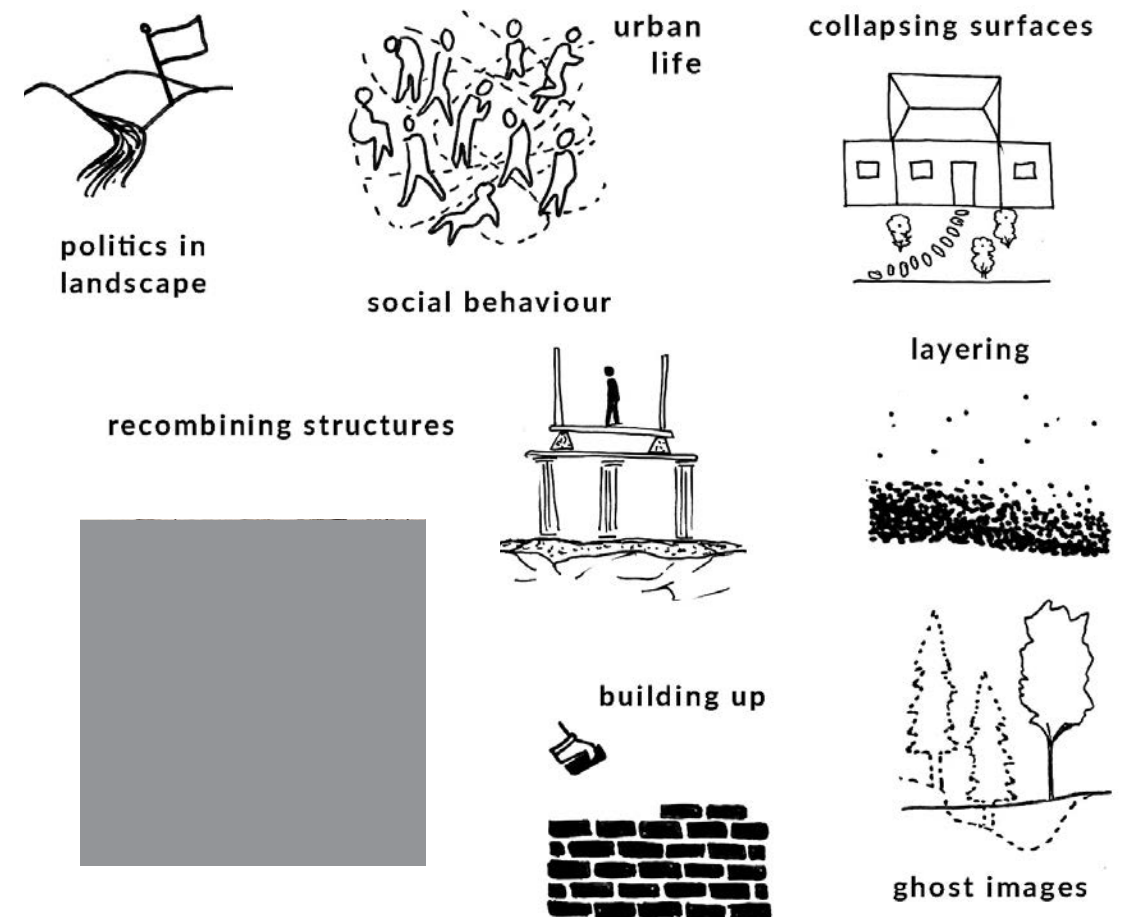 urban
life
collapsing surfaces
politics in
landscape
social behaviour
layering
recombining structures
building up
ghost images